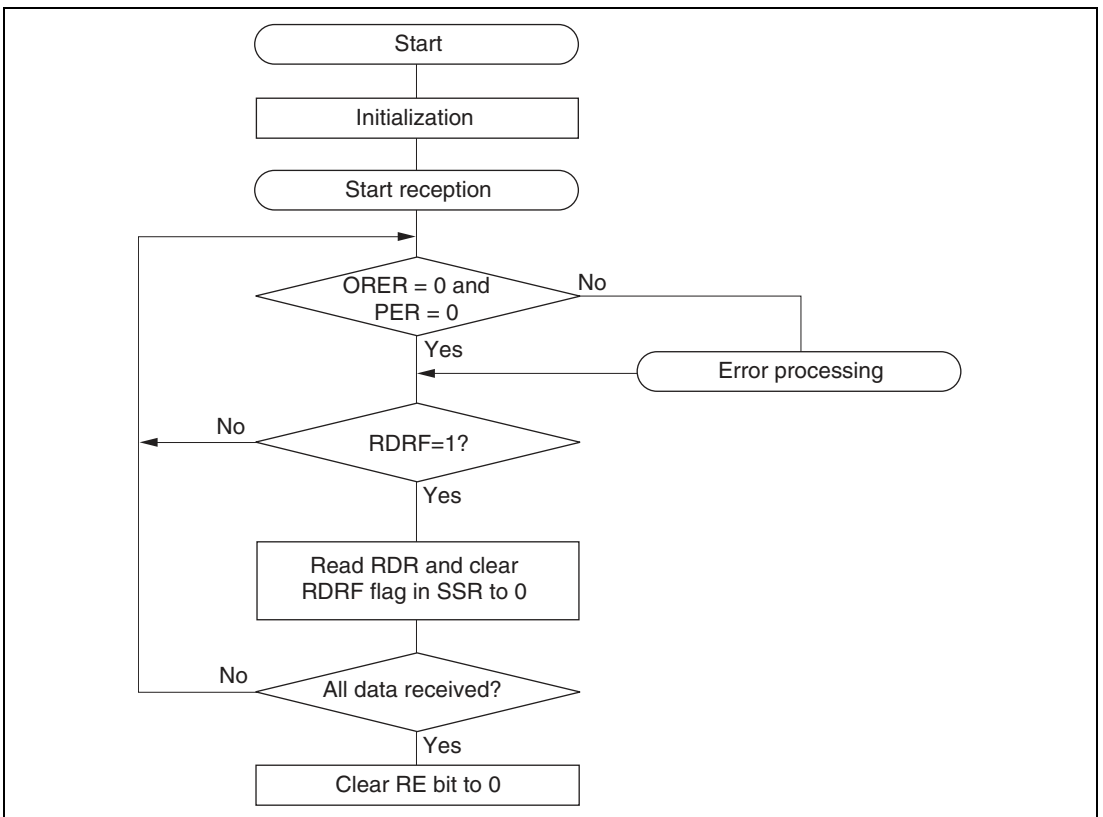 Start
Initialization
Start reception
ORER = 0 and
PER = 0
No
Yes
Error processing
No
RDRF=1?
Yes
Read RDR and clear
RDRF flag in SSR to 0
No
All data received?
Yes
Clear RE bit to 0